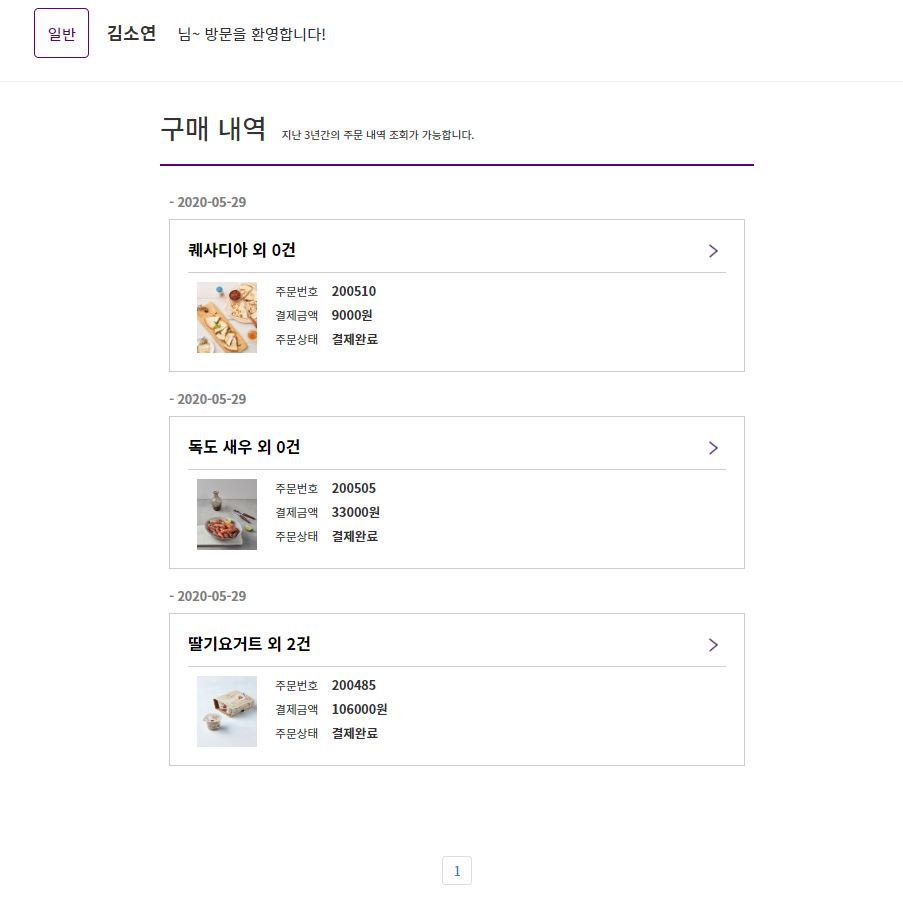 일반 김소연 님~ 방문을 환영합니다!
구매 내역 지난 3년간의 주문 내역 조회가 가능합니다.
- 2020-05-29
퀘사디아 외 0건
주문번호 200510
결제금액 9000원
주문상태 결제완료
- 2020-05-29
독도 새우 외 0건
주문번호 200505
결제금액 33000원
주문상태 결제완료
- 2020-05-29
딸기요거트 외 2건
주문번호 200485
결제금액 106000원
주문상태 결제완료
1